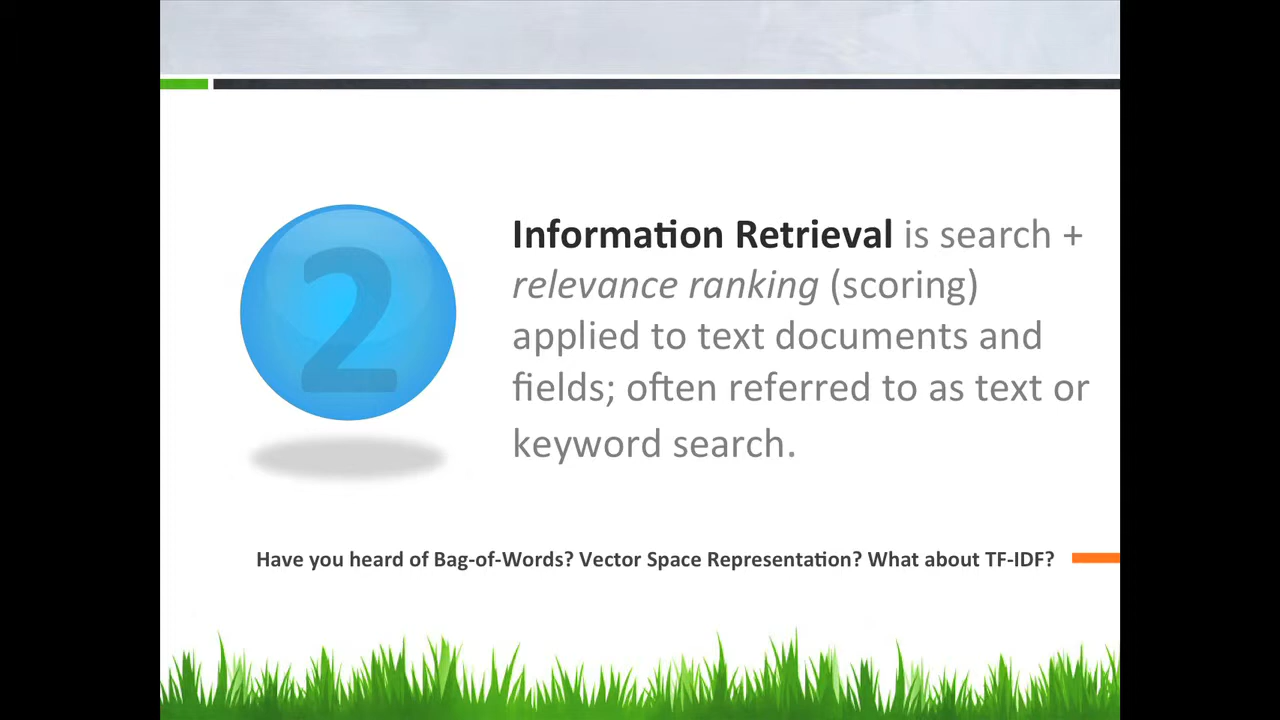 2
Information Retrieval is search +
relevance ranking (scoring)
applied to text documents and
fields; often referred to as text or
keyword search.
Have you heard of Bag-of-Words? Vector Space Representation? What about TF-IDF?